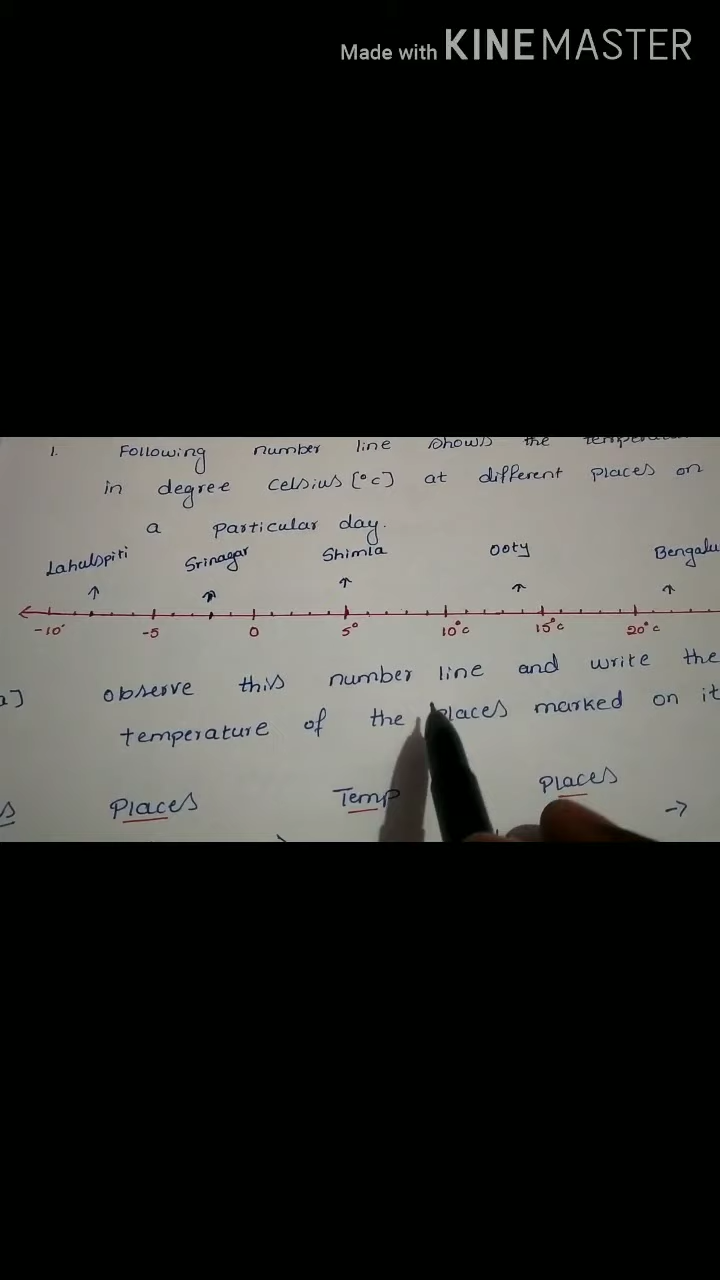 Made with KINEMASTER
1. Following number line shows the
in degree celsius [°c] at different places on
a particular day.
Lahulspiti Srinagar Shimla Ooty Bengalu
-10° -5 0 5° 10°c 15°c 20°c
a] observe this number line and write the
temperature of the places marked on it
Places Temp Places →